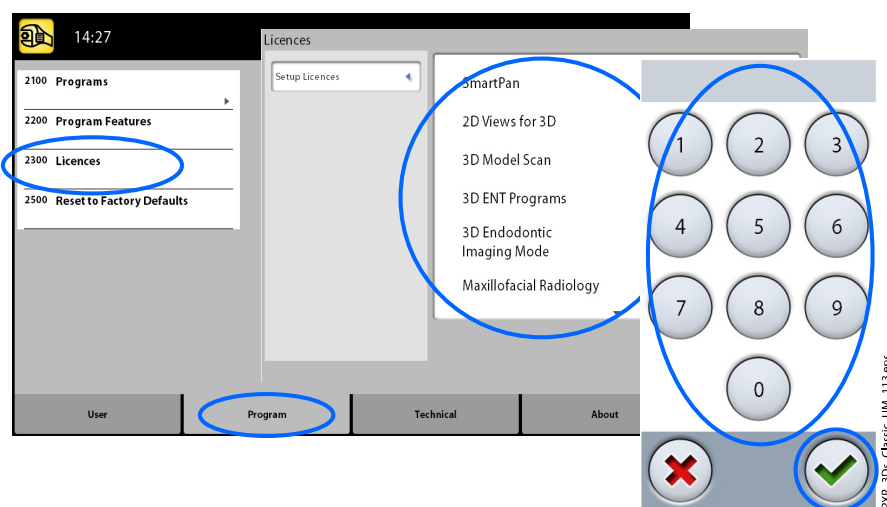 14:27
2100 Programs
2200 Program Features
2300 Licences
2500 Reset to Factory Defaults
Licences
Setup Licences
SmartPan
2D Views for 3D
3D Model Scan
3D ENT Programs
3D Endodontic
Imaging Mode
Maxillofacial Radiology
1 2 3
4 5 6
7 8 9
0
User Program Technical About
PXR_3Ds_Classic_UM_113.eps